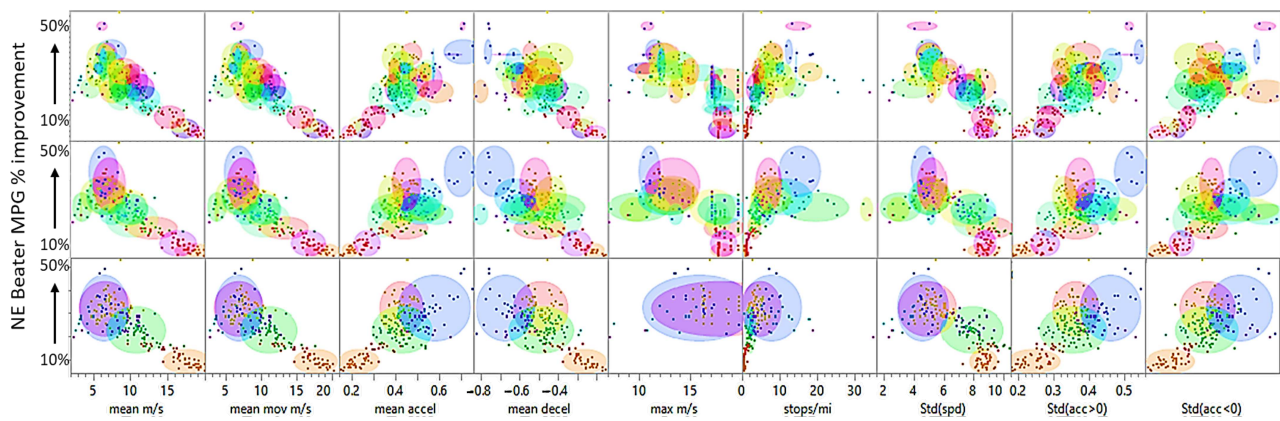 NE Beater MPG % improvement
50%
10%
50%
10%
50%
10%
5 10 15 5 10 15 20 0.2 0.4 0.6 −0.8 −0.6 −0.4 10 15 0 10 20 30 2 4 6 8 10 0.2 0.3 0.4 0.5
mean m/s mean mov m/s mean accel mean decel max m/s stops/mi Std(spd) Std(acc>0) Std(acc<0)